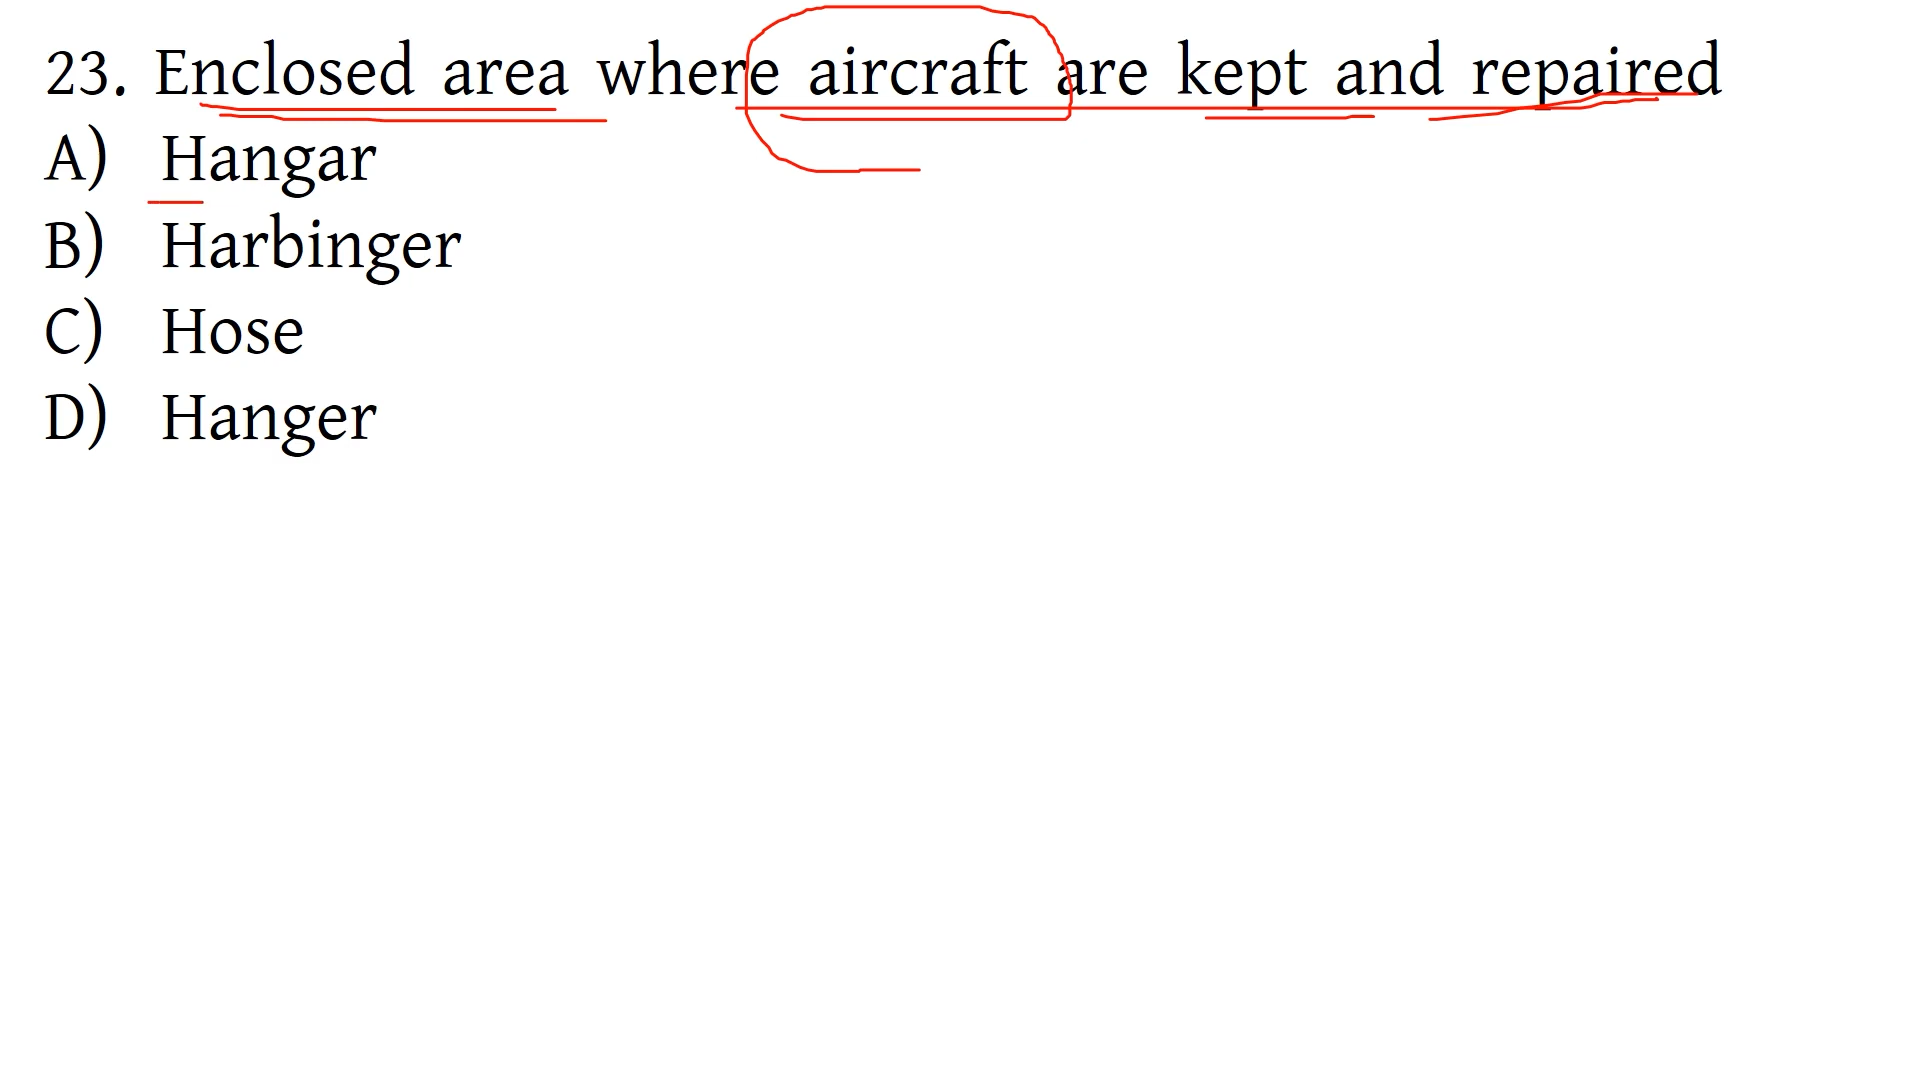 23. Enclosed area where aircraft are kept and repaired
A) Hangar
B) Harbinger
C) Hose
D) Hanger